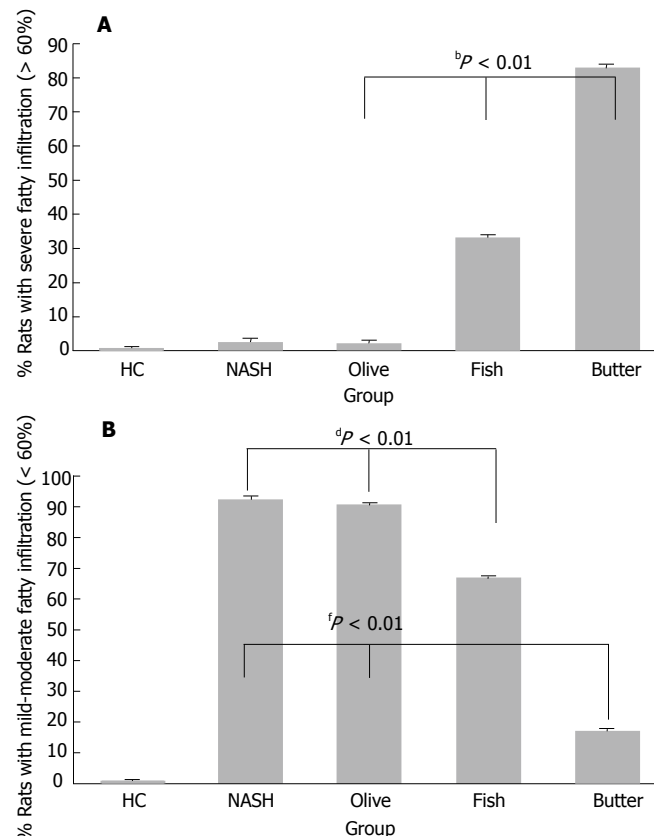 A
% Rats with severe fatty infiltration (> 60%)
90
80
70
60
50
40
30
20
10
0
bP < 0.01
HC NASH Olive Fish Butter
Group
B
% Rats with mild-moderate fatty infiltration (< 60%)
100
90
80
70
60
50
40
30
20
10
0
dP < 0.01
fP < 0.01
HC NASH Olive Fish Butter
Group